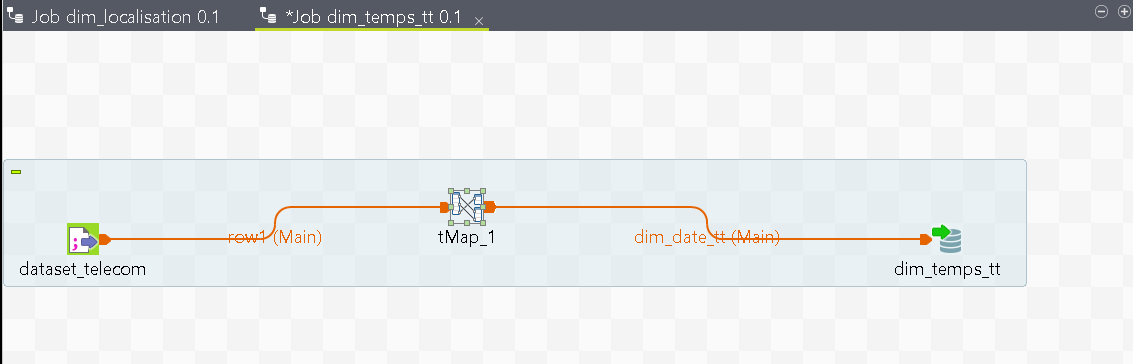 Job dim_localisation 0.1
*Job dim_temps_tt 0.1
row1 (Main)
tMap_1
dim_date_tt (Main)
dataset_telecom
dim_temps_tt